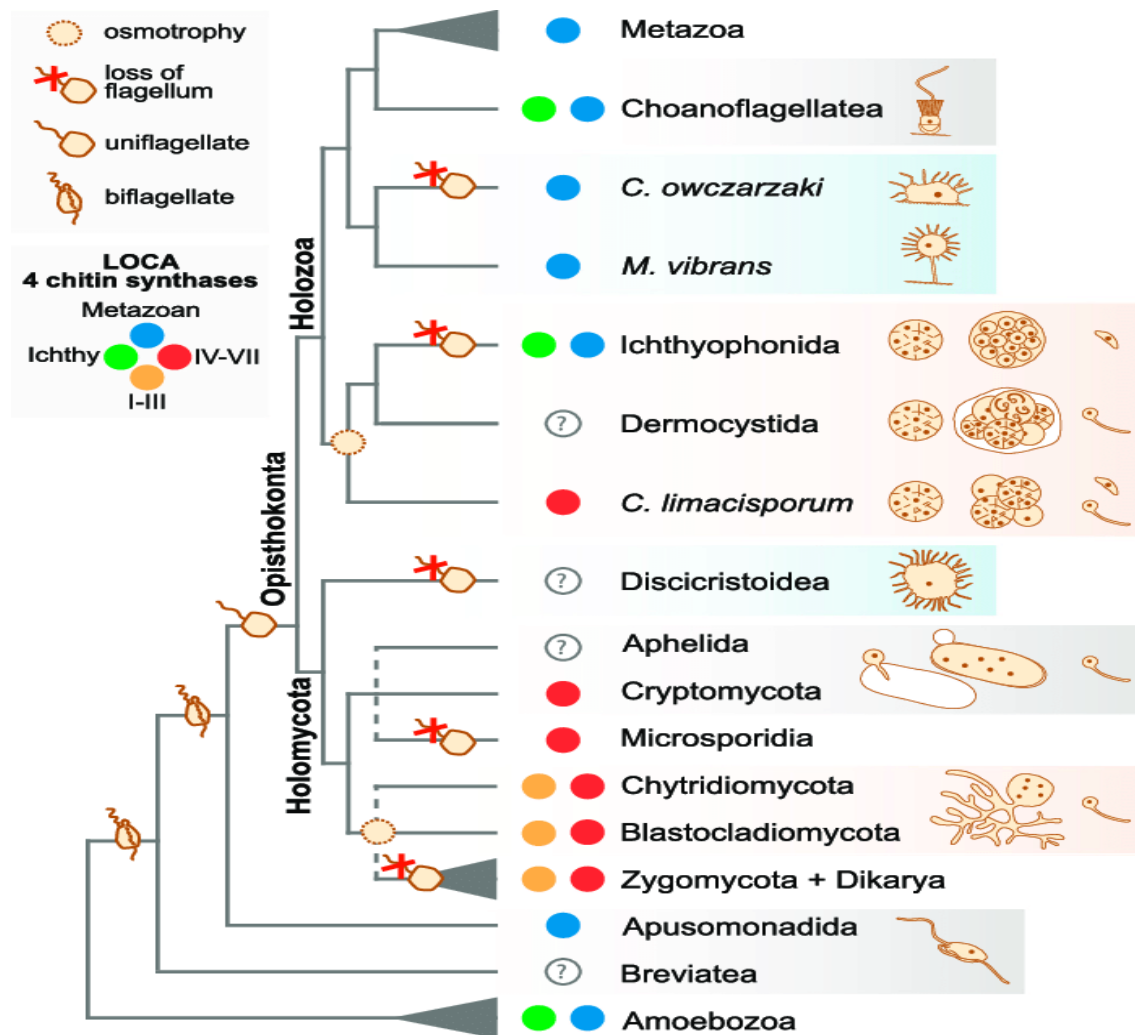 osmotrophy
loss of
flagellum
uniflagellate
biflagellate
LOCA
4 chitin synthases
Metazoan
Ichthy
IV-VII
I-III
Opisthokonta
Holozoa
Holomycota
Metazoa
Choanoflagellatea
C. owczarzaki
M. vibrans
Ichthyophonida
? Dermocystida
C. limacisporum
? Discicristoidea
? Aphelida
Cryptomycota
Microsporidia
Chytridiomycota
Blastocladiomycota
Zygomycota + Dikarya
Apusomonadida
? Breviatea
Amoebozoa